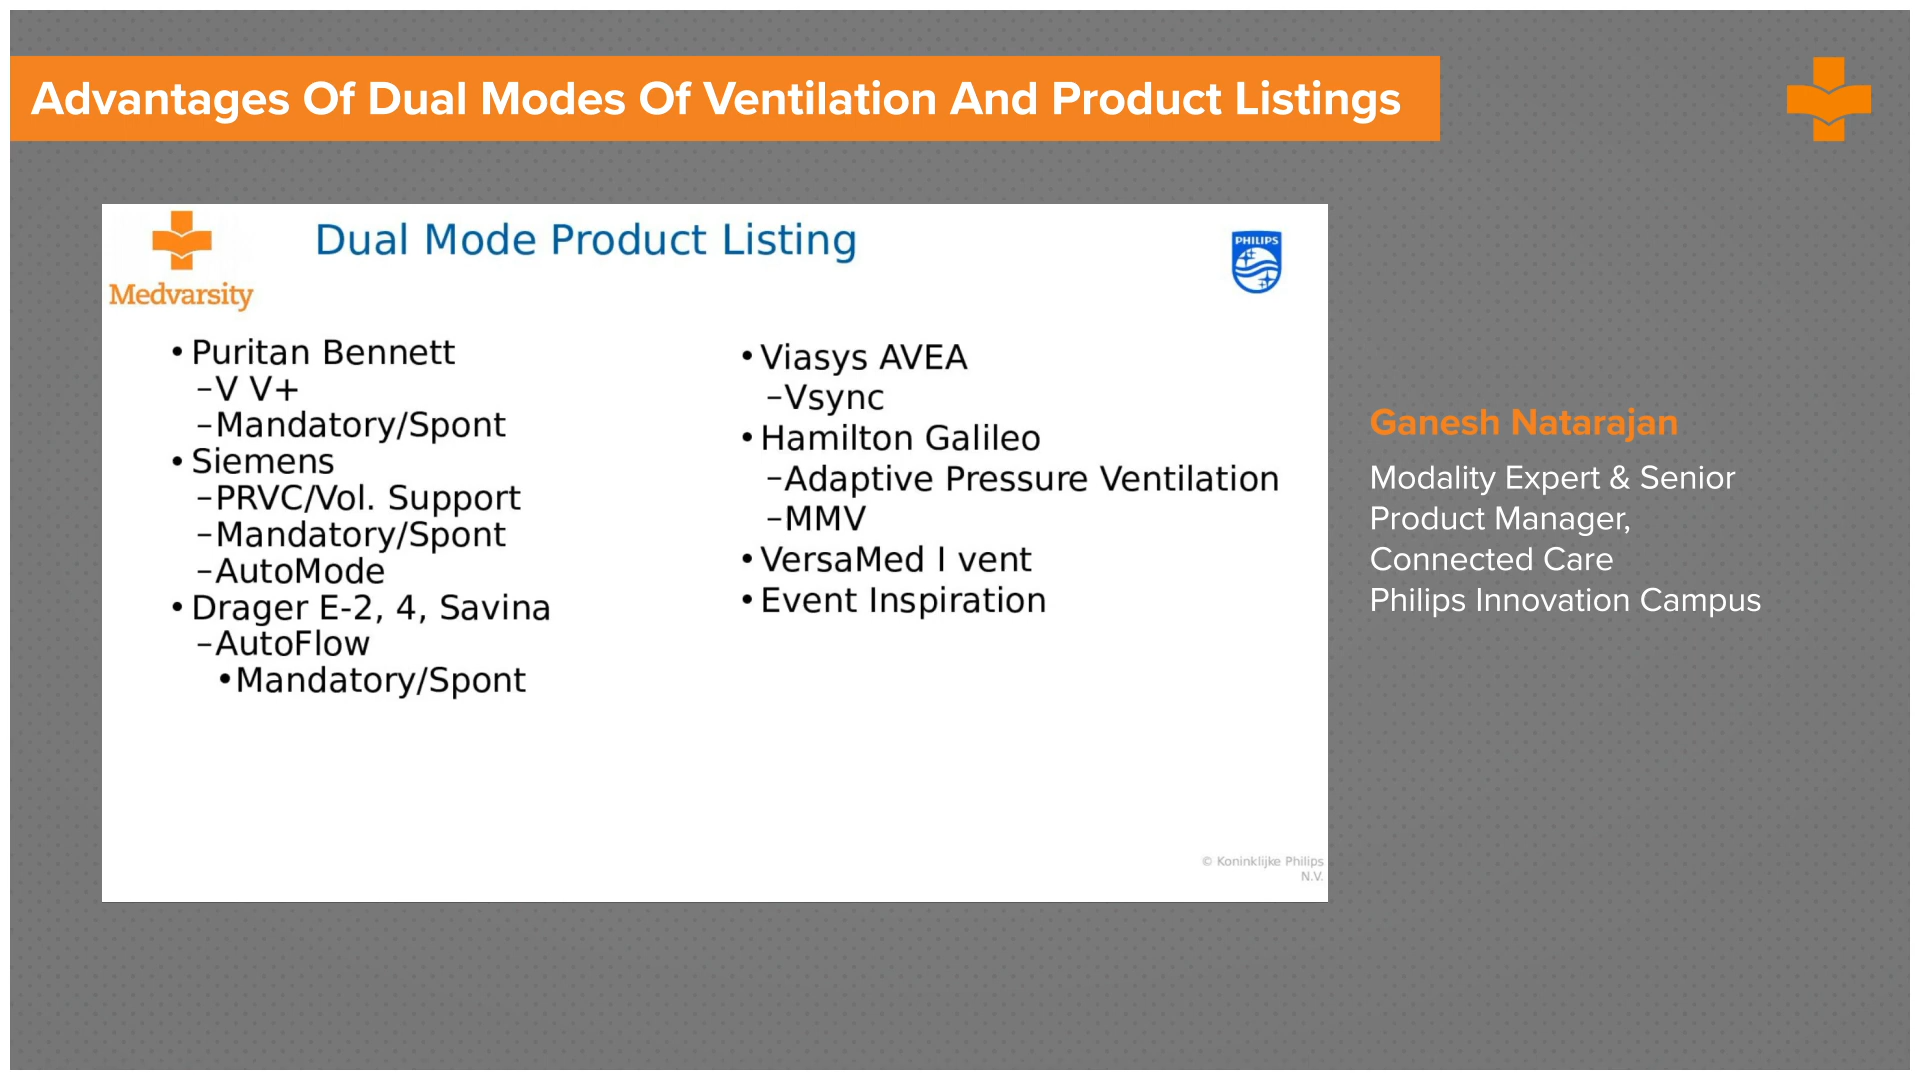 Advantages Of Dual Modes Of Ventilation And Product Listings
Medvarsity
Dual Mode Product Listing
PHILIPS
• Puritan Bennett
–V V+
–Mandatory/Spont
• Siemens
–PRVC/Vol. Support
–Mandatory/Spont
–AutoMode
• Drager E-2, 4, Savina
–AutoFlow
•Mandatory/Spont
• Viasys AVEA
–Vsync
• Hamilton Galileo
–Adaptive Pressure Ventilation
–MMV
• VersaMed I vent
• Event Inspiration
© Koninklijke Philips
N.V.
Ganesh Natarajan
Modality Expert & Senior
Product Manager,
Connected Care
Philips Innovation Campus